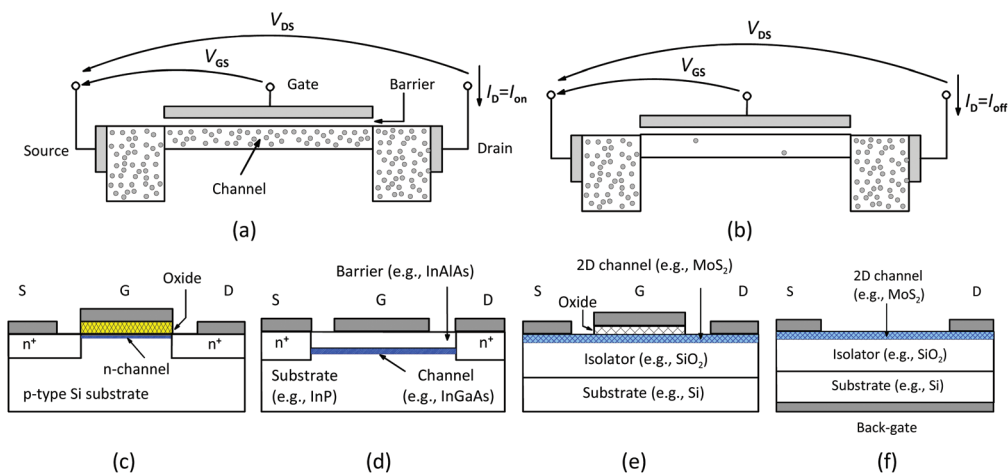 V_DS
V_GS
Gate
Barrier
I_D=I_on
Source
Drain
Channel
(a)
V_DS
V_GS
I_D=I_off
(b)
Oxide
S
G
D
n⁺
n⁺
n-channel
p-type Si substrate
(c)
Barrier (e.g., InAlAs)
S
G
D
n⁺
n⁺
Substrate
(e.g., InP)
Channel
(e.g., InGaAs)
(d)
2D channel (e.g., MoS₂)
S
G
D
Oxide
Isolator (e.g., SiO₂)
Substrate (e.g., Si)
(e)
2D channel
(e.g., MoS₂)
S
D
Isolator (e.g., SiO₂)
Substrate (e.g., Si)
Back-gate
(f)